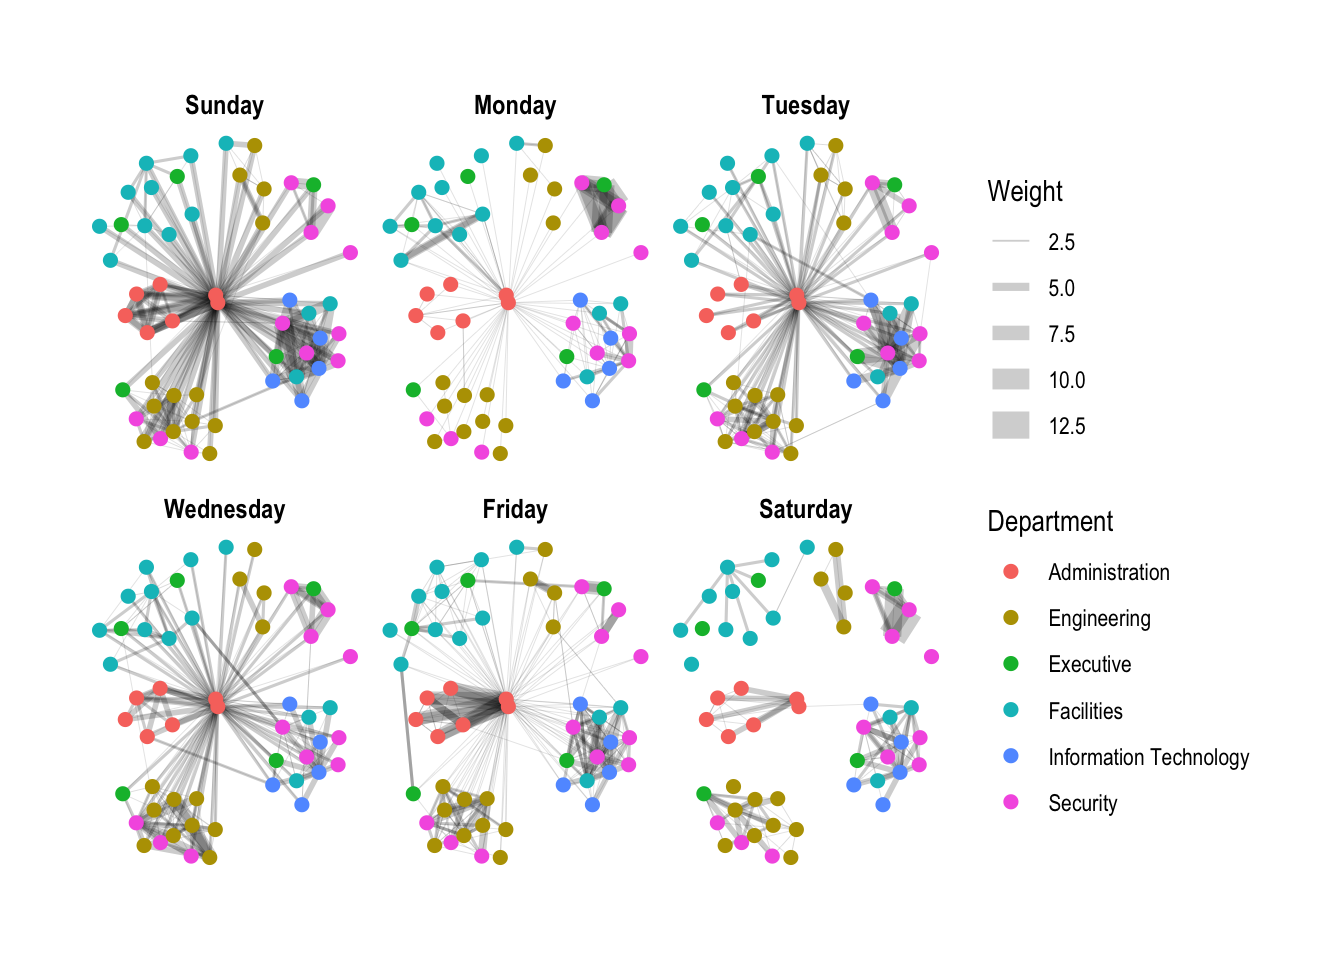 Sunday
Monday
Tuesday
Wednesday
Friday
Saturday
Weight
2.5
5.0
7.5
10.0
12.5
Department
Administration
Engineering
Executive
Facilities
Information Technology
Security